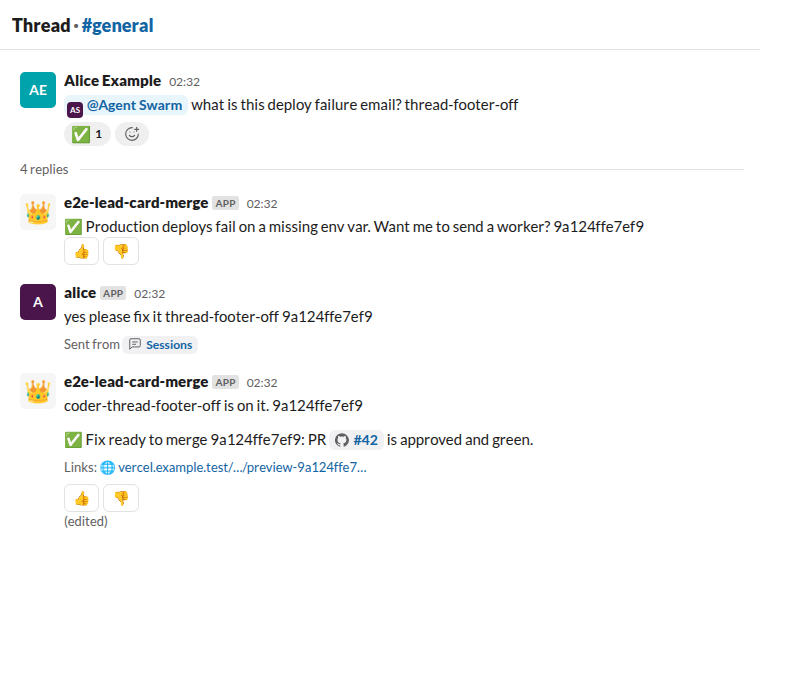 Thread • #general
AE
Alice Example 02:32
AS @Agent Swarm what is this deploy failure email? thread-footer-off
✅ 1
4 replies
e2e-lead-card-merge APP 02:32
✅ Production deploys fail on a missing env var. Want me to send a worker? 9a124ffe7ef9
👍 👎
A
alice APP 02:32
yes please fix it thread-footer-off 9a124ffe7ef9
Sent from Sessions
e2e-lead-card-merge APP 02:32
coder-thread-footer-off is on it. 9a124ffe7ef9
✅ Fix ready to merge 9a124ffe7ef9: PR #42 is approved and green.
Links: 🌐 vercel.example.test/.../preview-9a124ffe7...
👍 👎
(edited)